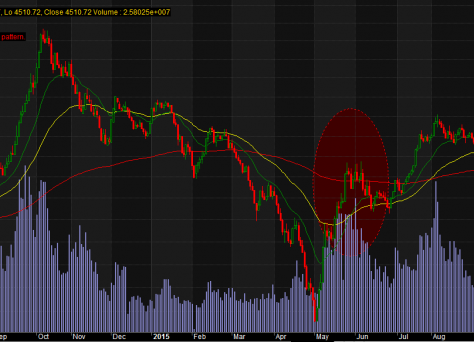 , Lo 4510.72, Close 4510.72 Volume : 2.58025e+007
pattern
ep Oct Nov Dec 2015 Feb Mar Apr May Jun Jul Aug